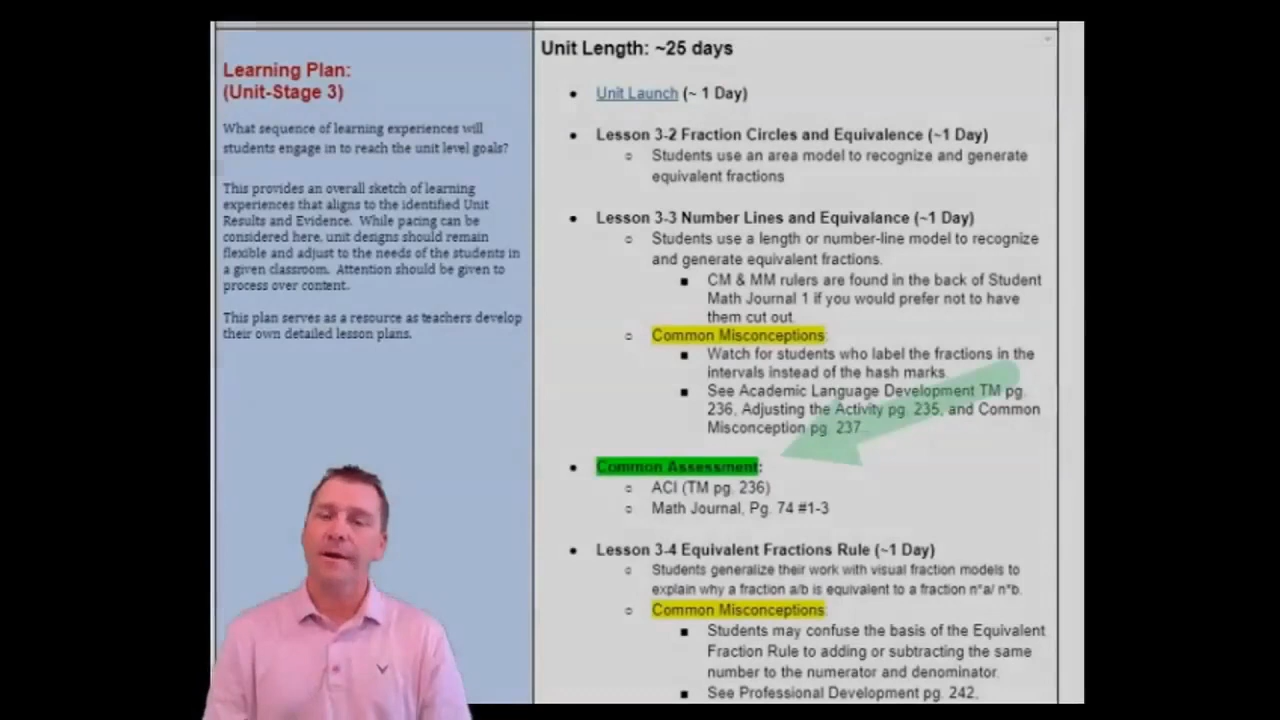 Learning Plan:
(Unit-Stage 3)
What sequence of learning experiences will
students engage in to reach the unit level goals?
This provides an overall sketch of learning
experiences that aligns to the identified Unit
Results and Evidence. While pacing can be
considered here, unit designs should remain
flexible and adjust to the needs of the students in
a given classroom. Attention should be given to
process over content.
This plan serves as a resource as teachers develop
their own detailed lesson plans.
Unit Length: ~25 days
Unit Launch (~ 1 Day)
Lesson 3-2 Fraction Circles and Equivalence (~1 Day)
Students use an area model to recognize and generate
equivalent fractions
Lesson 3-3 Number Lines and Equivalance (~1 Day)
Students use a length or number-line model to recognize
and generate equivalent fractions.
CM & MM rulers are found in the back of Student
Math Journal 1 if you would prefer not to have
them cut out.
Common Misconceptions:
Watch for students who label the fractions in the
intervals instead of the hash marks.
See Academic Language Development TM pg.
236, Adjusting the Activity pg. 235, and Common
Misconception pg. 237.
Common Assessment:
ACI (TM pg. 236)
Math Journal, Pg. 74 #1-3
Lesson 3-4 Equivalent Fractions Rule (~1 Day)
Students generalize their work with visual fraction models to
explain why a fraction a/b is equivalent to a fraction n*a/ n*b.
Common Misconceptions:
Students may confuse the basis of the Equivalent
Fraction Rule to adding or subtracting the same
number to the numerator and denominator.
See Professional Development pg. 242,